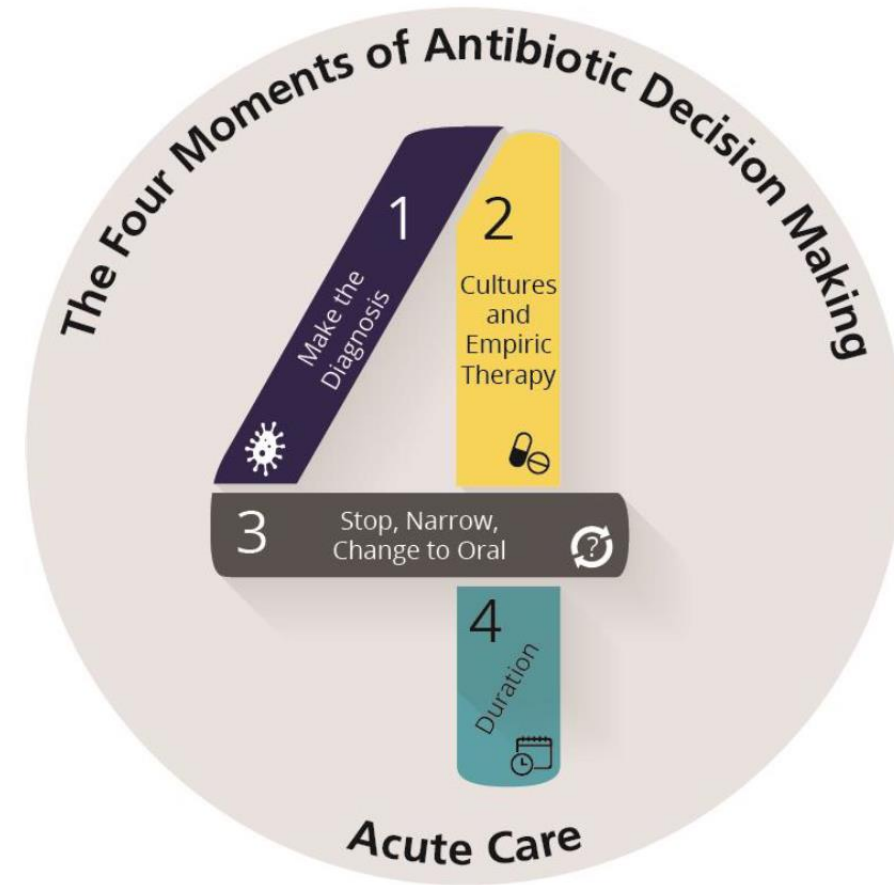 The Four Moments of Antibiotic Decision Making
1
Make the
Diagnosis
2
Cultures
and
Empiric
Therapy
3
Stop, Narrow,
Change to Oral
?
4
Duration
Acute Care